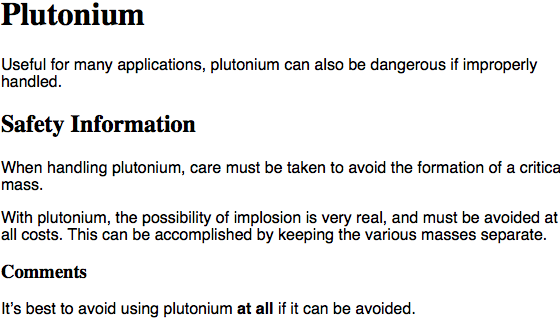 Plutonium
Useful for many applications, plutonium can also be dangerous if improperly
handled.
Safety Information
When handling plutonium, care must be taken to avoid the formation of a critica
mass.
With plutonium, the possibility of implosion is very real, and must be avoided at
all costs. This can be accomplished by keeping the various masses separate.
Comments
It’s best to avoid using plutonium at all if it can be avoided.